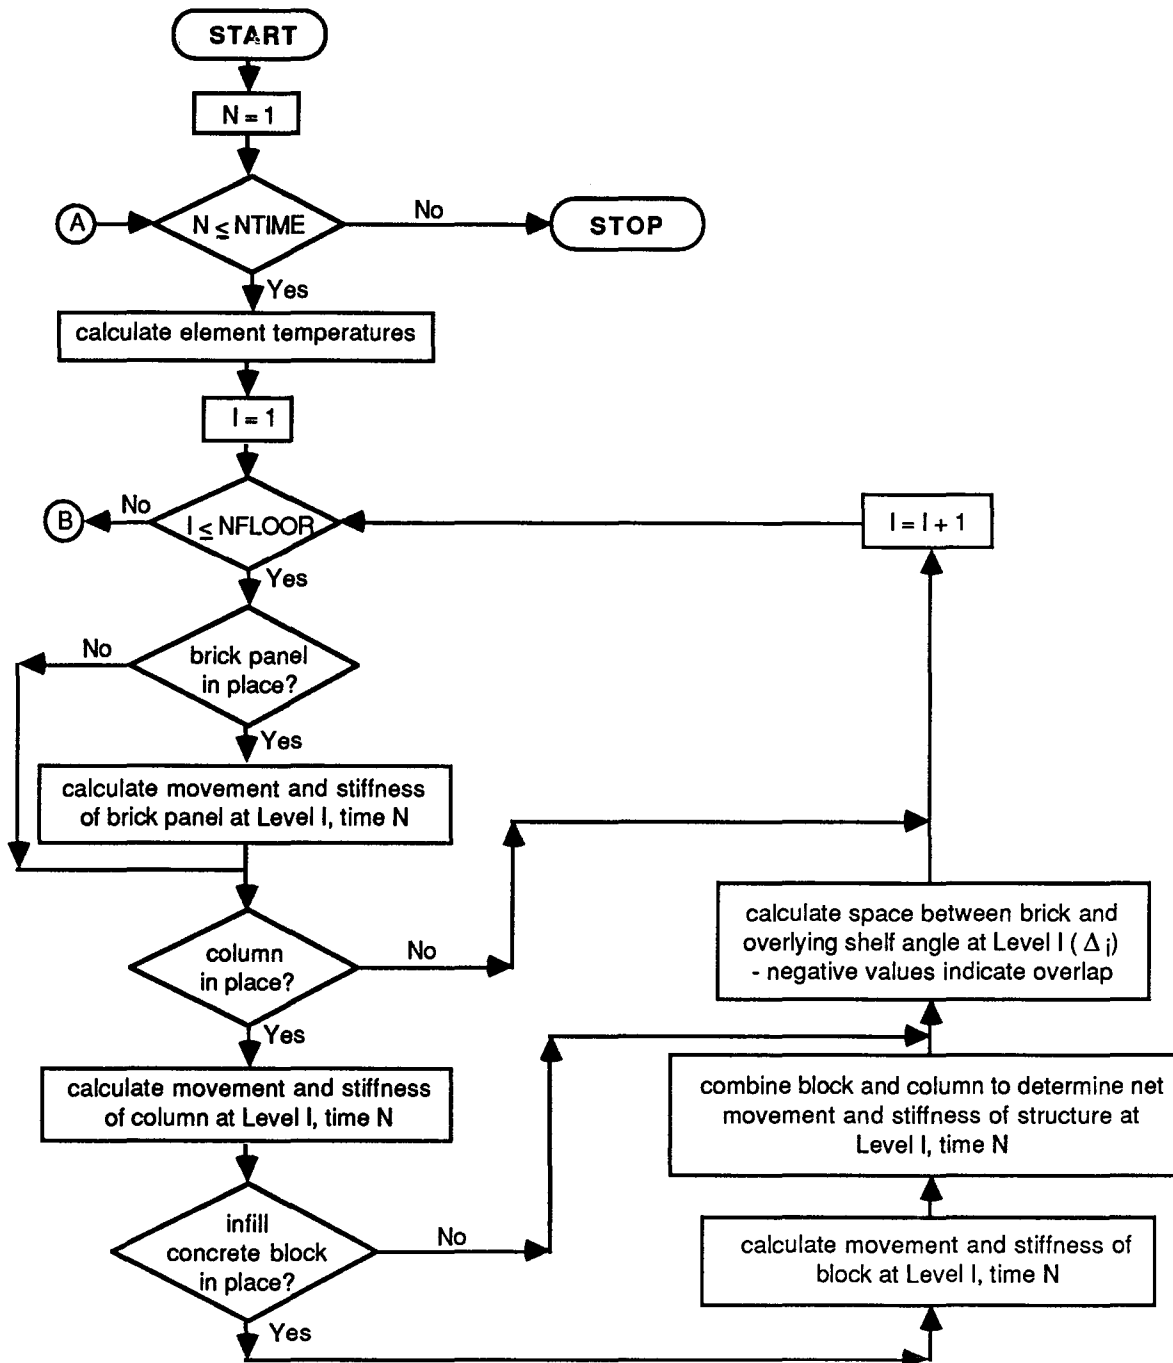 START
N = 1
A
N ≤ NTIME
No
STOP
Yes
calculate element temperatures
I = 1
B
No
I ≤ NFLOOR
I = I + 1
Yes
No
brick panel
in place?
Yes
calculate movement and stiffness
of brick panel at Level I, time N
column
in place?
No
Yes
calculate movement and stiffness
of column at Level I, time N
infill
concrete block
in place?
No
Yes
calculate space between brick and
overlying shelf angle at Level I ( Δ i)
- negative values indicate overlap
combine block and column to determine net
movement and stiffness of structure at
Level I, time N
calculate movement and stiffness of
block at Level I, time N